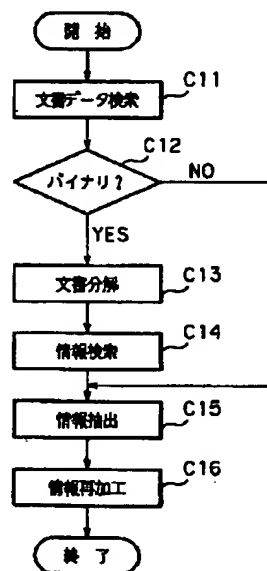 開始
C11
文書データ検索
C12
バイナリ?
NO
YES
C13
文書分解
C14
情報検索
C15
情報抽出
C16
情報再加工
終了